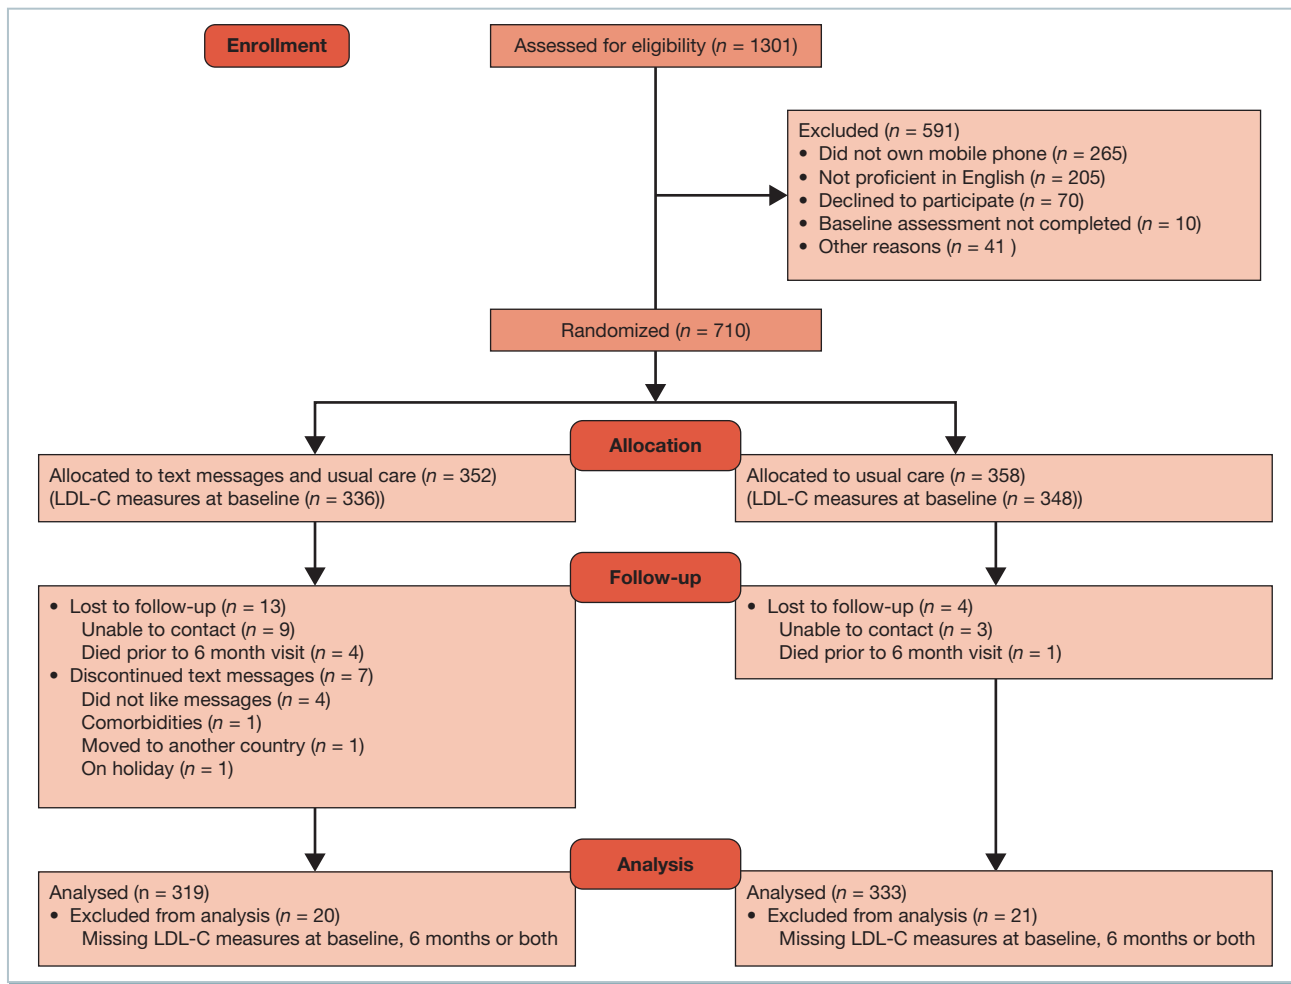 Enrollment
Assessed for eligibility (n = 1301)
Excluded (n = 591)
• Did not own mobile phone (n = 265)
• Not proficient in English (n = 205)
• Declined to participate (n = 70)
• Baseline assessment not completed (n = 10)
• Other reasons (n = 41 )
Randomized (n = 710)
Allocation
Allocated to text messages and usual care (n = 352)
(LDL-C measures at baseline (n = 336))
Allocated to usual care (n = 358)
(LDL-C measures at baseline (n = 348))
Follow-up
• Lost to follow-up (n = 13)
Unable to contact (n = 9)
Died prior to 6 month visit (n = 4)
• Discontinued text messages (n = 7)
Did not like messages (n = 4)
Comorbidities (n = 1)
Moved to another country (n = 1)
On holiday (n = 1)
• Lost to follow-up (n = 4)
Unable to contact (n = 3)
Died prior to 6 month visit (n = 1)
Analysis
Analysed (n = 319)
• Excluded from analysis (n = 20)
Missing LDL-C measures at baseline, 6 months or both
Analysed (n = 333)
• Excluded from analysis (n = 21)
Missing LDL-C measures at baseline, 6 months or both